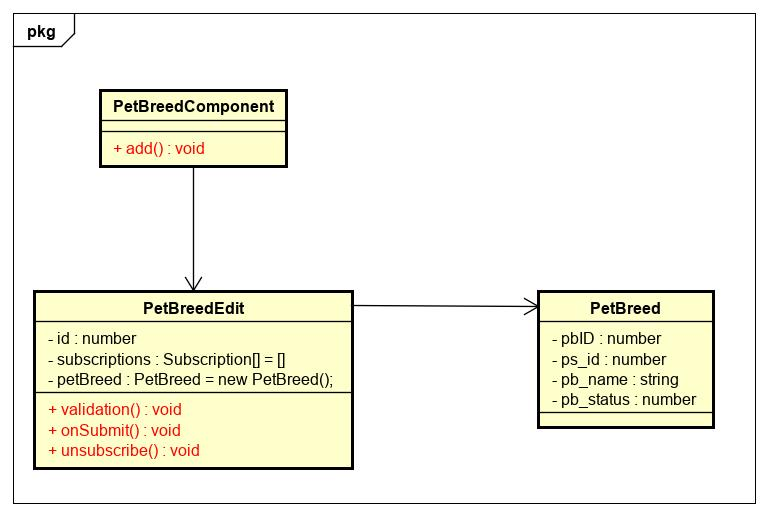 pkg
PetBreedComponent
+ add() : void
PetBreedEdit
- id : number
- subscriptions : Subscription[] = []
- petBreed : PetBreed = new PetBreed();
+ validation() : void
+ onSubmit() : void
+ unsubscribe() : void
PetBreed
- pbID : number
- ps_id : number
- pb_name : string
- pb_status : number